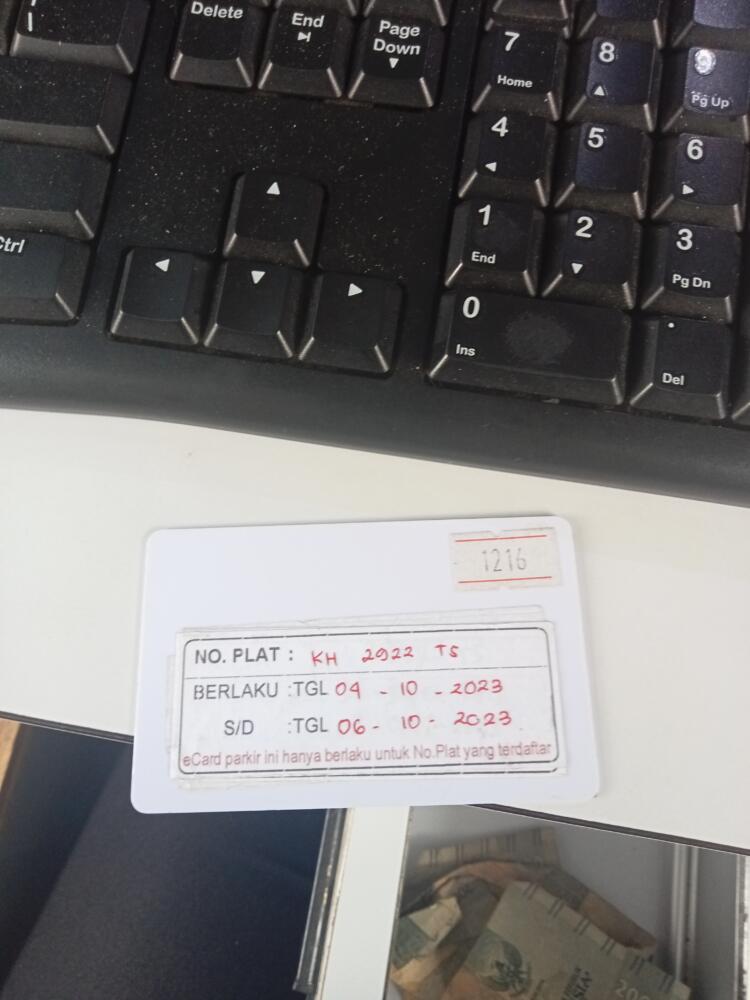 Delete
End
Page
Down
7
Home
8
Pg Up
4
5
6
1
End
2
3
Pg Dn
Ctrl
0
Ins
Del
1216
NO. PLAT : KH 2922 TS
BERLAKU :TGL 04 - 10 - 2023
S/D :TGL 06 - 10 - 2023
eCard parkir ini hanya berlaku untuk No.Plat yang terdaftar